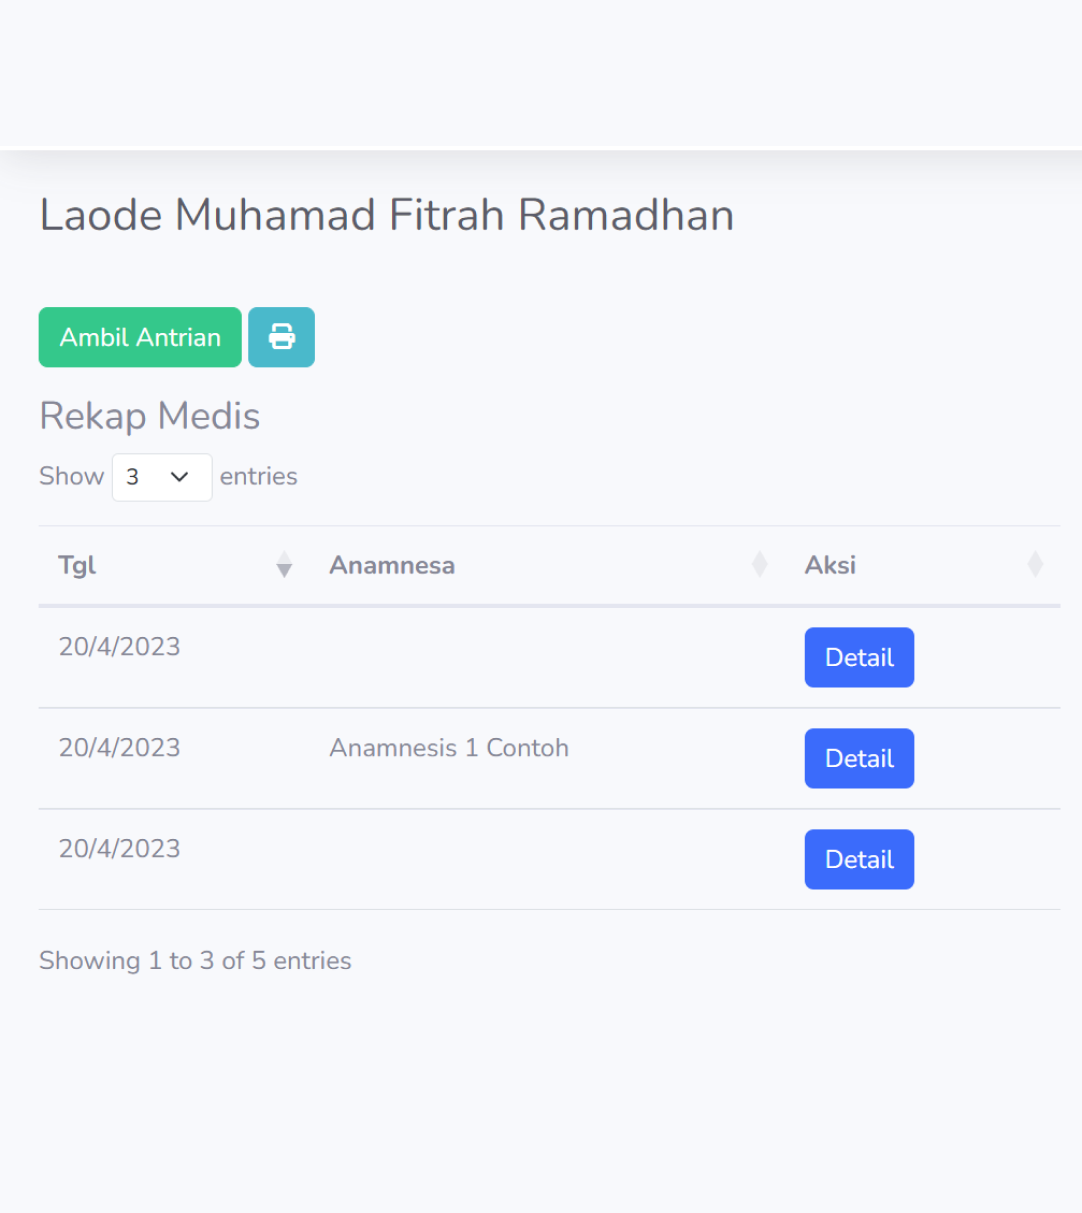 Laode Muhamad Fitrah Ramadhan
Ambil Antrian
Rekap Medis
Show 3 entries
Tgl Anamnesa Aksi
20/4/2023 Detail
20/4/2023 Anamnesis 1 Contoh Detail
20/4/2023 Detail
Showing 1 to 3 of 5 entries